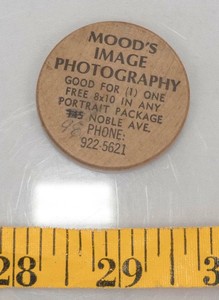 MOOD'S
IMAGE
PHOTOGRAPHY
GOOD FOR (1) ONE
FREE 8x10 IN ANY
PORTRAIT PACKAGE
NOBLE AVE.
PHONE:
922-5621
28 29